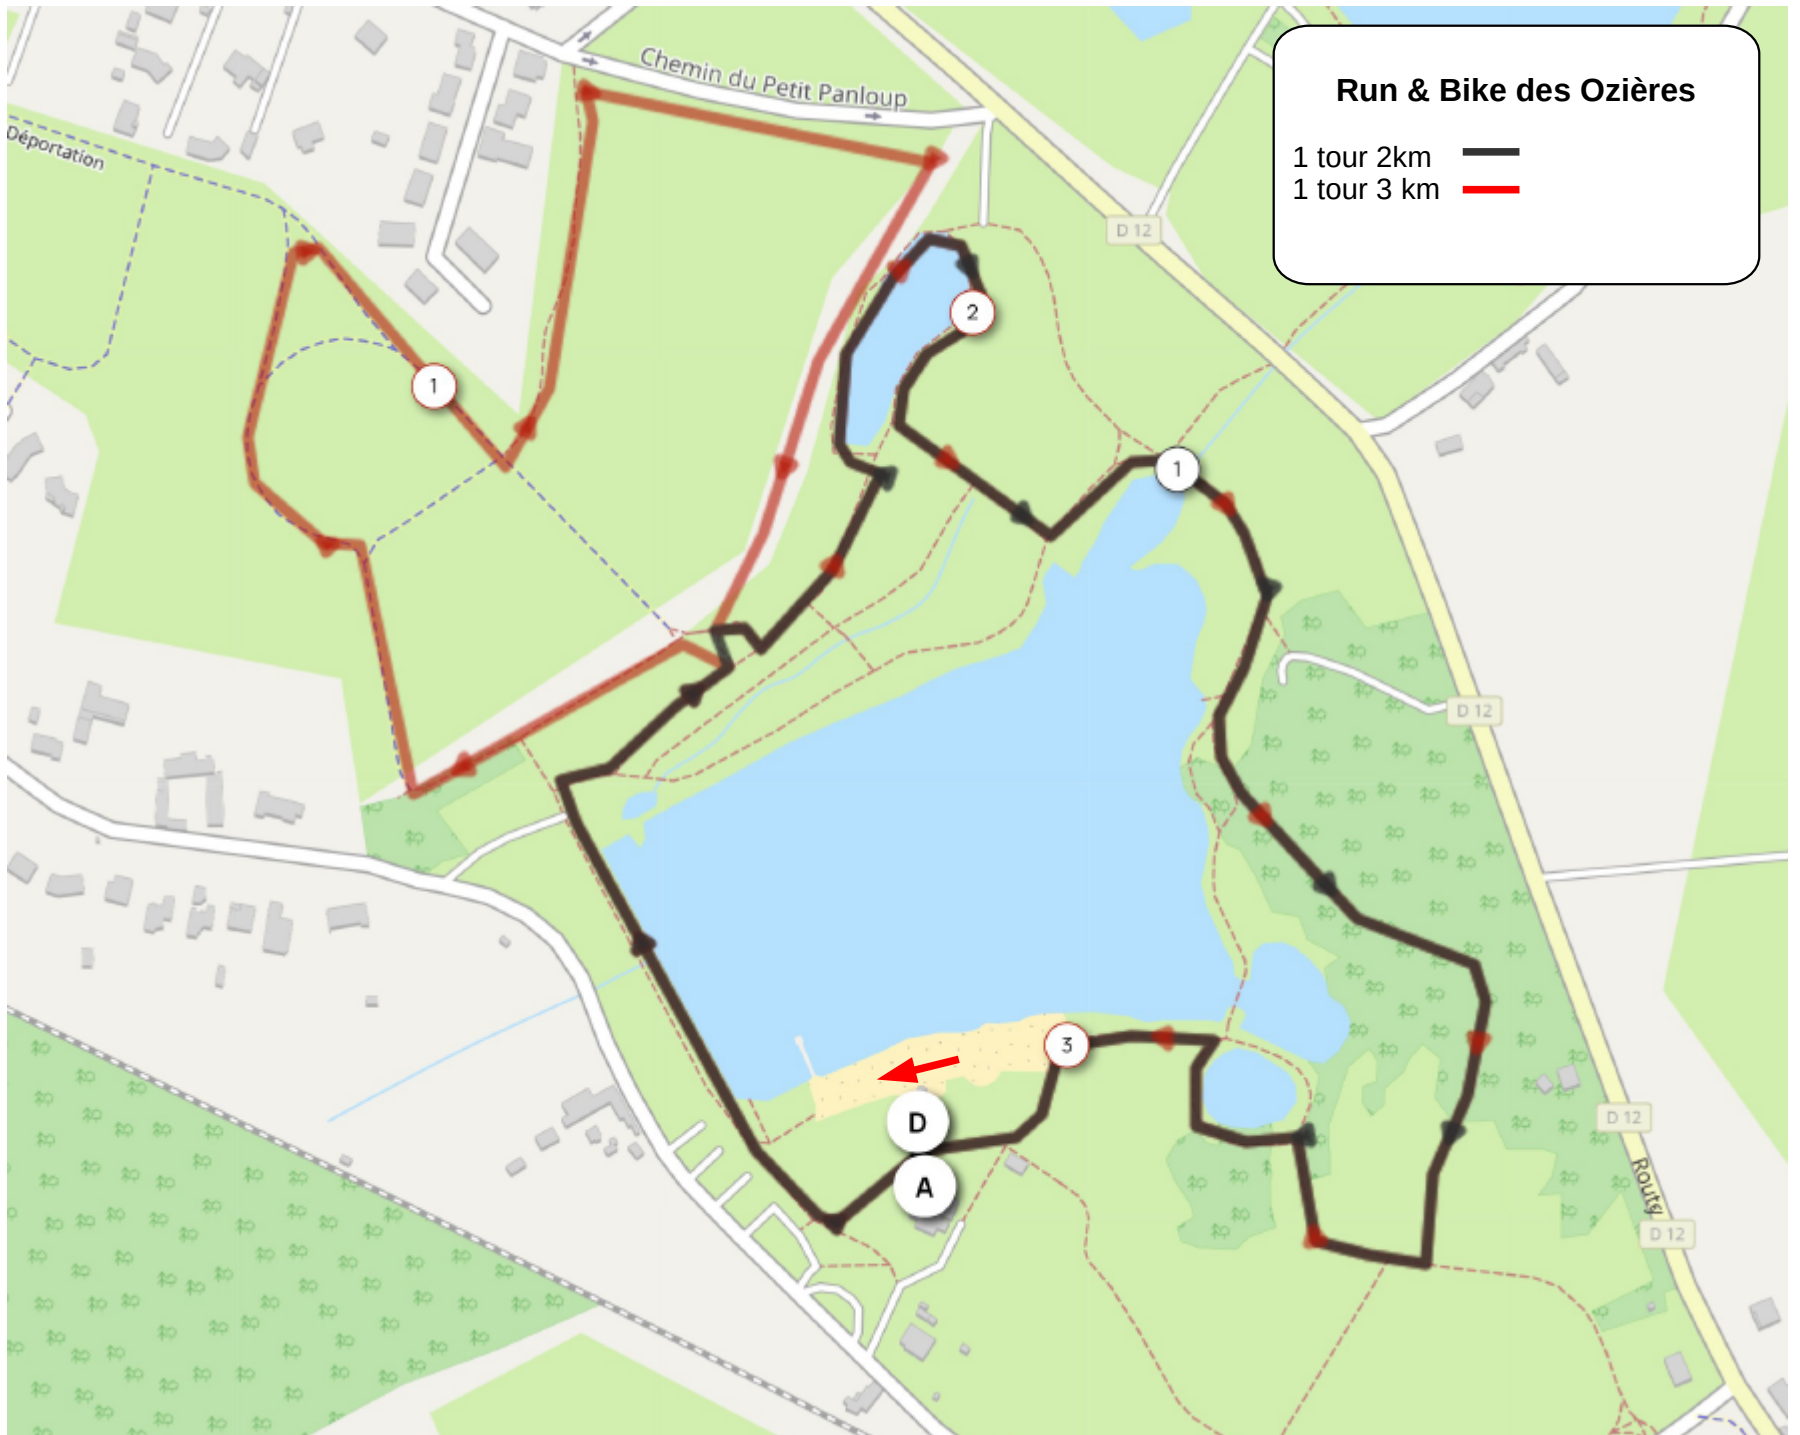 Chemin du Petit Panloup
Run & Bike des Ozières
1 tour 2km
1 tour 3 km
Déportation
D 12
2
1
1
D 12
3
D
A
D 12
D 12